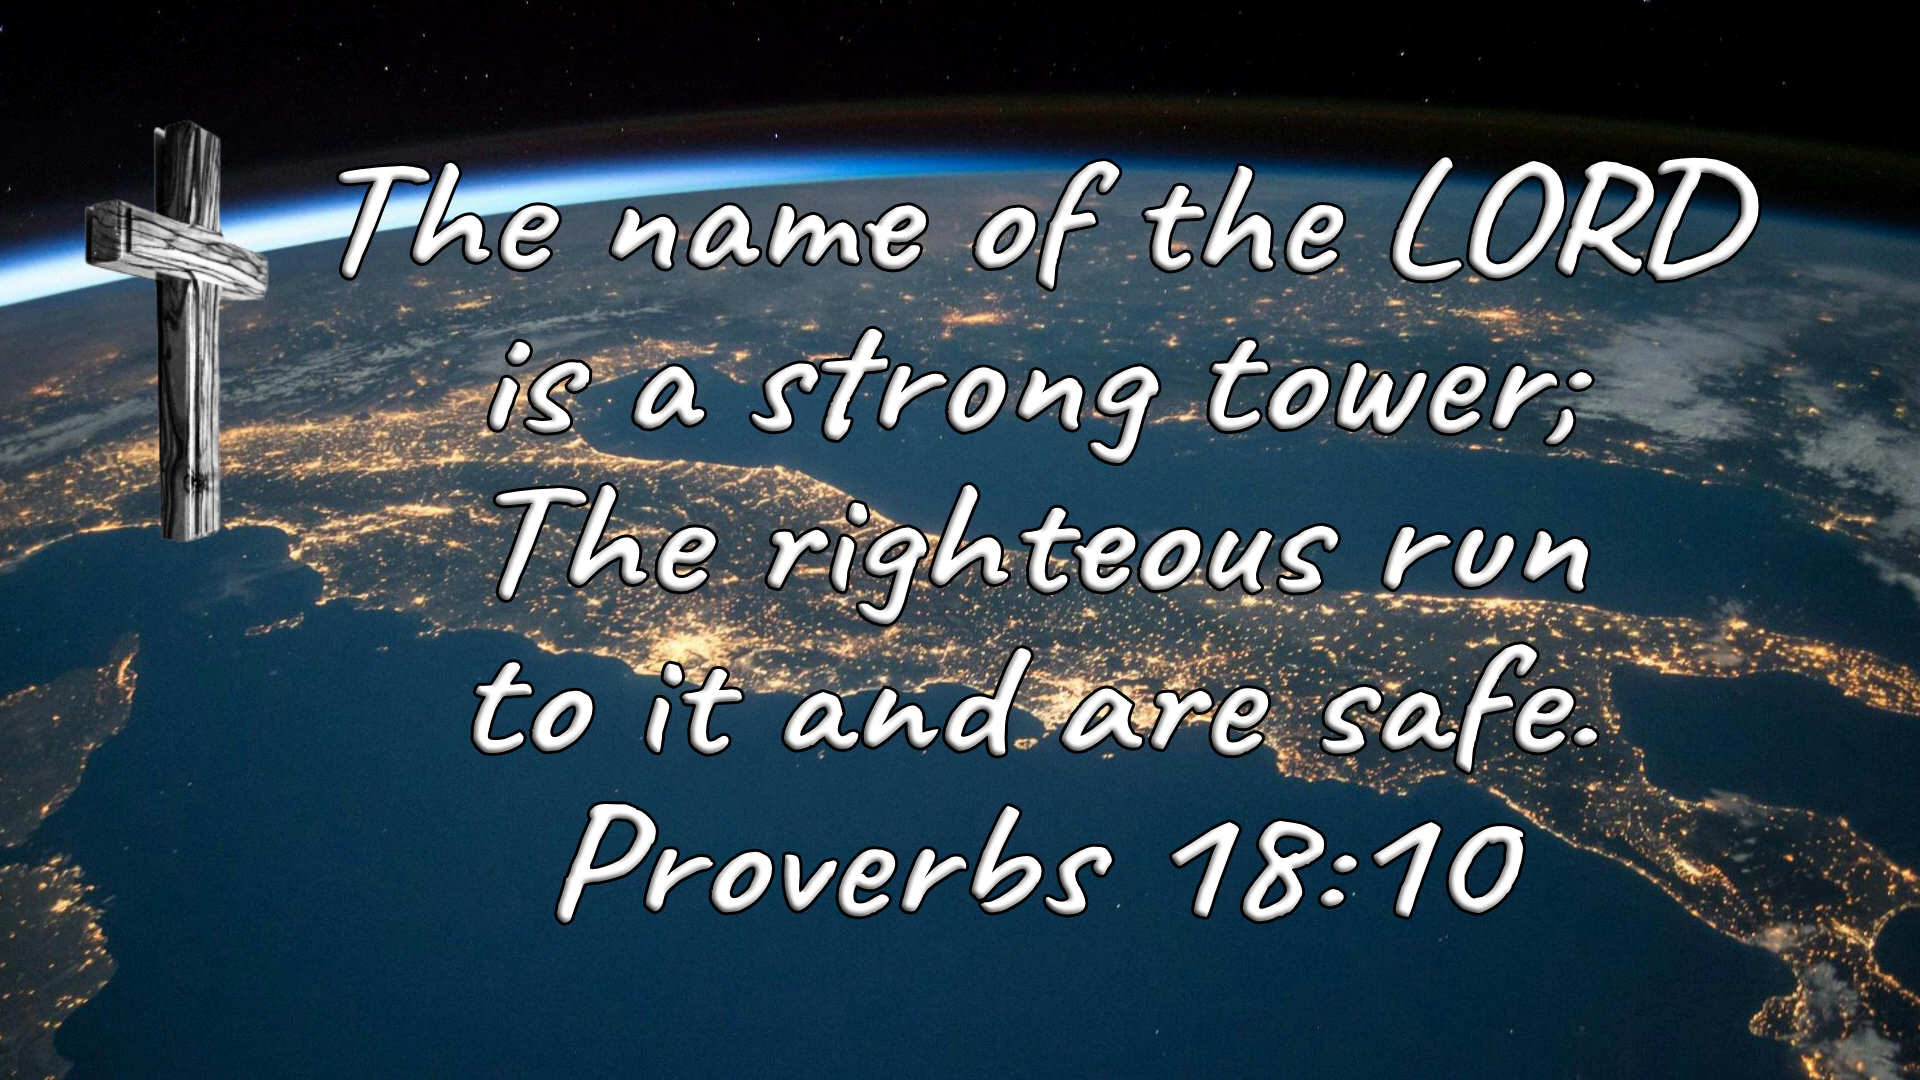 The name of the LORD
is a strong tower;
The righteous run
to it and are safe.
Proverbs 18:10